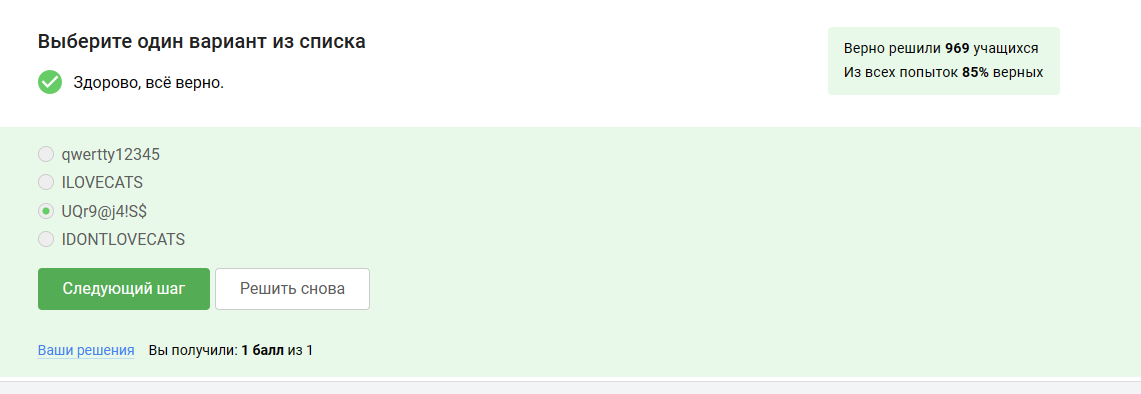 Выберите один вариант из списка
Здорово, всё верно.
Верно решили 969 учащихся
Из всех попыток 85% верных
qwertty12345
ILOVECATS
UQr9@j4!S$
IDONTLOVECATS
Следующий шаг
Решить снова
Ваши решения Вы получили: 1 балл из 1